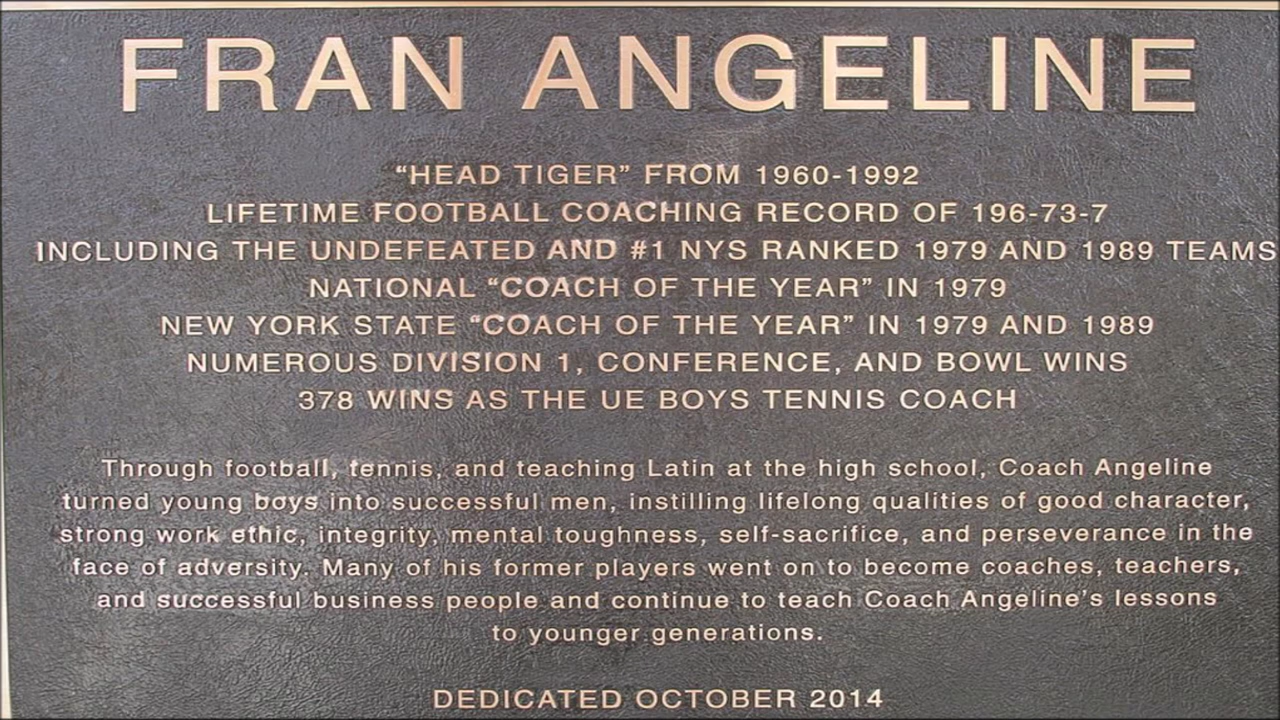 FRAN ANGELINE
“HEAD TIGER” FROM 1960-1992
LIFETIME FOOTBALL COACHING RECORD OF 196-73-7
INCLUDING THE UNDEFEATED AND #1 NYS RANKED 1979 AND 1989 TEAMS
NATIONAL “COACH OF THE YEAR” IN 1979
NEW YORK STATE “COACH OF THE YEAR” IN 1979 AND 1989
NUMEROUS DIVISION 1, CONFERENCE, AND BOWL WINS
378 WINS AS THE UE BOYS TENNIS COACH
Through football, tennis, and teaching Latin at the high school, Coach Angeline
turned young boys into successful men, instilling lifelong qualities of good character,
strong work ethic, integrity, mental toughness, self-sacrifice, and perseverance in the
face of adversity. Many of his former players went on to become coaches, teachers,
and successful business people and continue to teach Coach Angeline’s lessons
to younger generations.
DEDICATED OCTOBER 2014